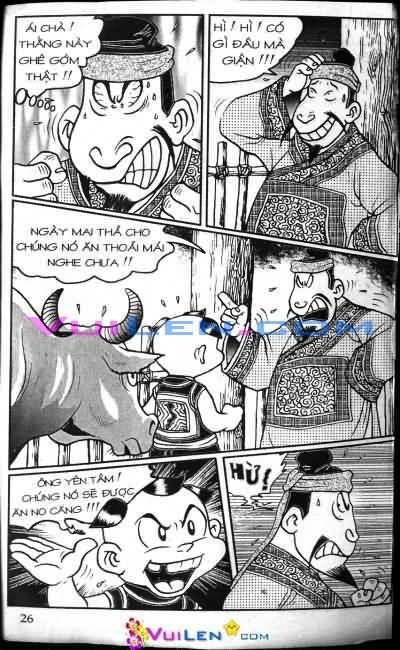 ÁI CHÀ!
THẰNG NÀY
GHÊ GỚM
THẬT!!
HÌ! HÌ! CÓ
GÌ ĐÂU MÀ
GIẬN!!!
NGÀY MAI THẢ CHO
CHÚNG NÓ ĂN THOẢI MÁI
NGHE CHƯA!!
VuiLen.com
ÔNG YÊN TÂM!
CHÚNG NÓ SẼ ĐƯỢC
ĂN NO CĂNG!!!
HỪ!
26
VuiLen.com